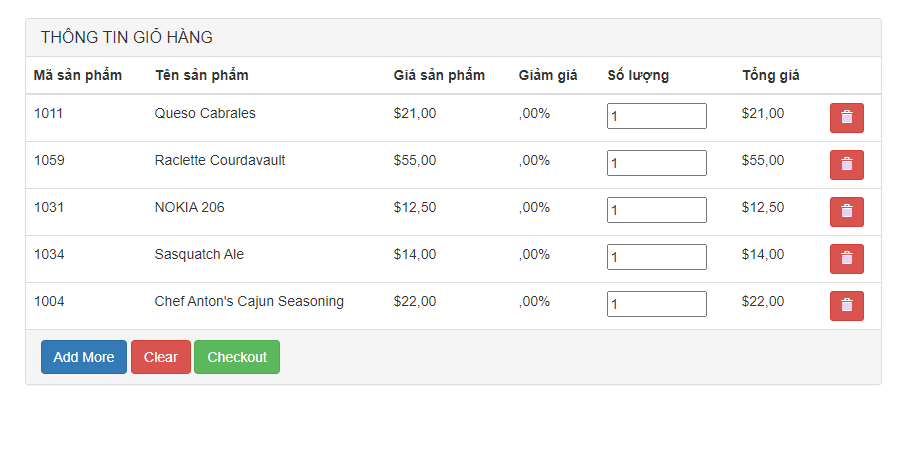 THÔNG TIN GIỎ HÀNG
Mã sản phẩm Tên sản phẩm Giá sản phẩm Giảm giá Số lượng Tổng giá
1011 Queso Cabrales $21,00 ,00% 1 $21,00
1059 Raclette Courdavault $55,00 ,00% 1 $55,00
1031 NOKIA 206 $12,50 ,00% 1 $12,50
1034 Sasquatch Ale $14,00 ,00% 1 $14,00
1004 Chef Anton's Cajun Seasoning $22,00 ,00% 1 $22,00
Add More Clear Checkout